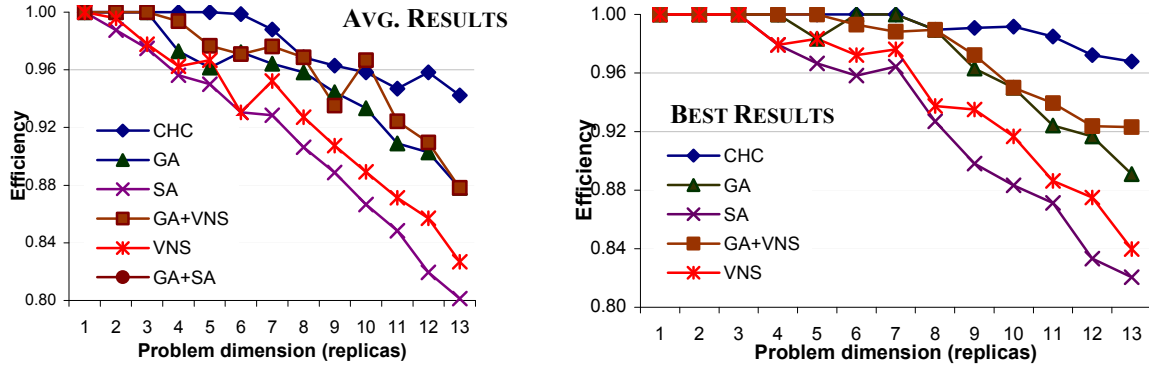 AVG. RESULTS
Efficiency
1.00
0.96
0.92
0.88
0.84
0.80
CHC
GA
SA
GA+VNS
VNS
GA+SA
1 2 3 4 5 6 7 8 9 10 11 12 13
Problem dimension (replicas)
BEST RESULTS
Efficiency
1.00
0.96
0.92
0.88
0.84
0.80
CHC
GA
SA
GA+VNS
VNS
1 2 3 4 5 6 7 8 9 10 11 12 13
Problem dimension (replicas)